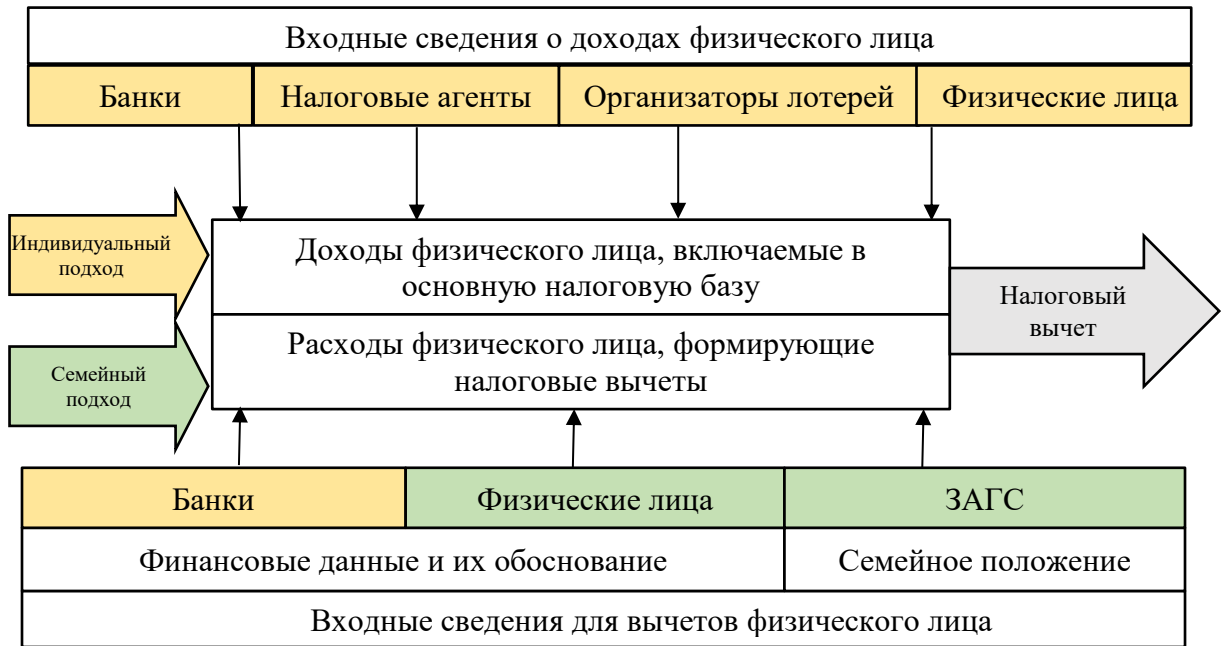 Входные сведения о доходах физического лица
Банки
Налоговые агенты
Организаторы лотерей
Физические лица
Индивидуальный
подход
Доходы физического лица, включаемые в
основную налоговую базу
Налоговый
вычет
Расходы физического лица, формирующие
налоговые вычеты
Семейный
подход
Банки
Физические лица
ЗАГС
Финансовые данные и их обоснование
Семейное положение
Входные сведения для вычетов физического лица